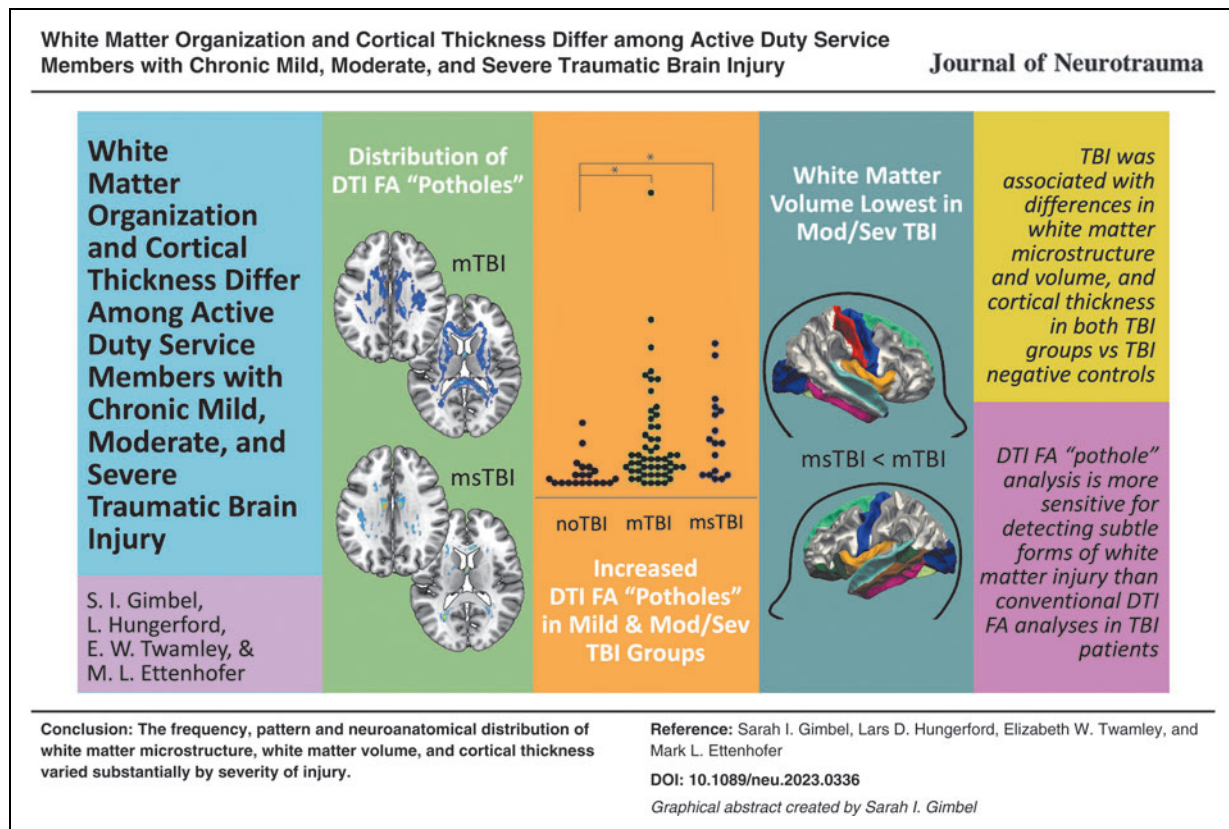 White Matter Organization and Cortical Thickness Differ among Active Duty Service
Members with Chronic Mild, Moderate, and Severe Traumatic Brain Injury
Journal of Neurotrauma
White
Matter
Organization
and Cortical
Thickness Differ
Among Active
Duty Service
Members with
Chronic Mild,
Moderate, and
Severe
Traumatic Brain
Injury
S. I. Gimbel,
L. Hungerford,
E. W. Twamley, &
M. L. Ettenhofer
Distribution of
DTI FA “Potholes”
mTBI
msTBI
*
*
noTBI mTBI msTBI
Increased
DTI FA “Potholes”
in Mild & Mod/Sev
TBI Groups
White Matter
Volume Lowest in
Mod/Sev TBI
msTBI < mTBI
TBI was
associated with
differences in
white matter
microstructure
and volume, and
cortical thickness
in both TBI
groups vs TBI
negative controls
DTI FA “pothole”
analysis is more
sensitive for
detecting subtle
forms of white
matter injury than
conventional DTI
FA analyses in TBI
patients
Conclusion: The frequency, pattern and neuroanatomical distribution of
white matter microstructure, white matter volume, and cortical thickness
varied substantially by severity of injury.
Reference: Sarah I. Gimbel, Lars D. Hungerford, Elizabeth W. Twamley, and
Mark L. Ettenhofer
DOI: 10.1089/neu.2023.0336
Graphical abstract created by Sarah I. Gimbel